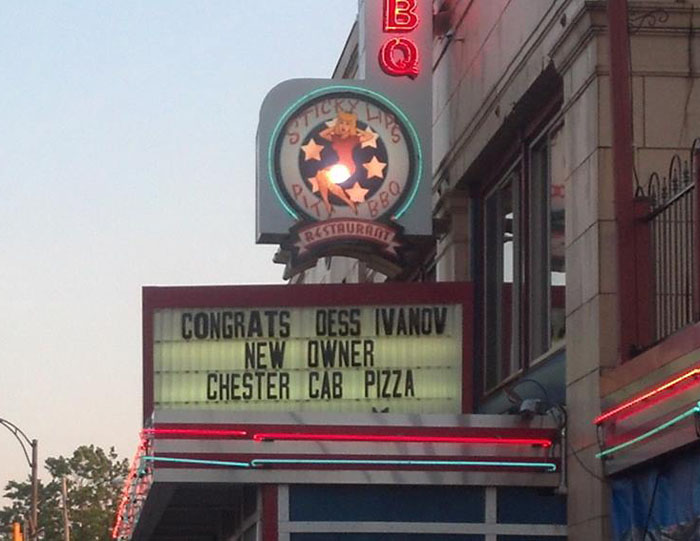 BQ
STICKY LIPS
PIT BBQ
RESTAURANT
CONGRATS DESS IVANOV
NEW OWNER
CHESTER CAB PIZZA